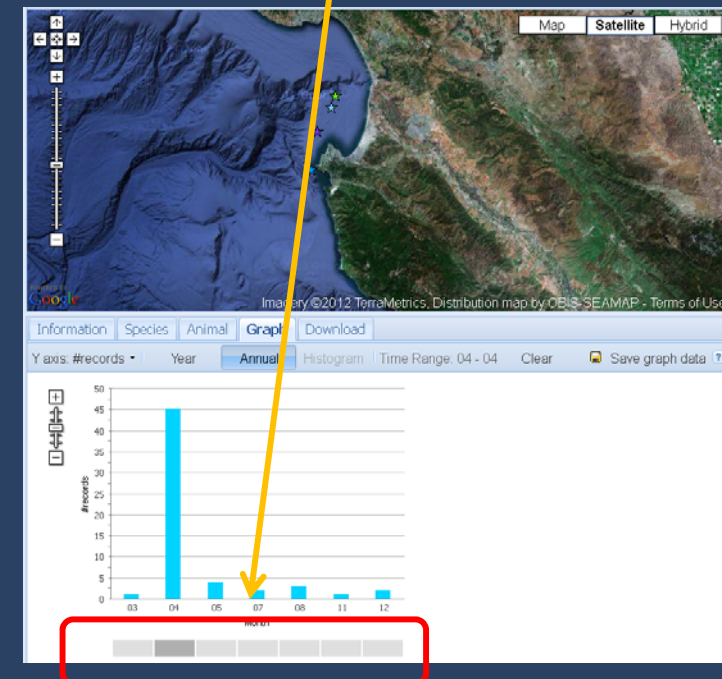 Map Satellite Hybrid
POWERED BY
Google
Imagery ©2012 TerraMetrics, Distribution map by OBIS-SEAMAP - Terms of Use
Information Species Animal Graph Download
Y axis: #records Year Annual Histogram Time Range: 04 - 04 Clear Save graph data ?
50
45
40
35
30
25
20
15
10
5
0
#records
03 04 05 07 08 11 12
Month